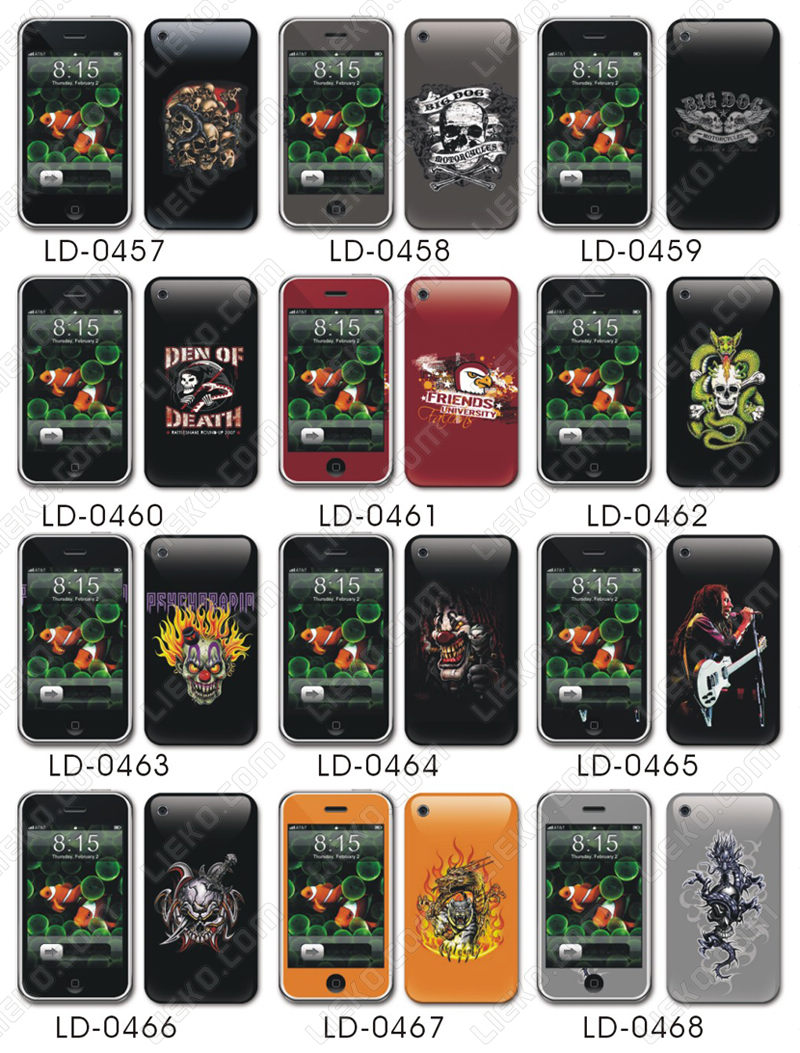 AT&T
8:15
Thursday, February 2
AT&T
8:15
Thursday, February 2
BIG DOG
MOTORCYCLES
AT&T
8:15
Thursday, February 2
BIG DOG
MOTORCYCLES
LD-0457
LD-0458
LD-0459
AT&T
8:15
Thursday, February 2
DEN OF
DEATH
RATTLESNAKE ROUND-UP 2007
AT&T
8:15
Thursday, February 2
FRIENDS
UNIVERSITY
Falcons
AT&T
8:15
Thursday, February 2
LD-0460
LD-0461
LD-0462
AT&T
8:15
Thursday, February 2
PSYCHORADIO
AT&T
8:15
Thursday, February 2
AT&T
8:15
Thursday, February 2
LD-0463
LD-0464
LD-0465
AT&T
8:15
Thursday, February 2
AT&T
8:15
Thursday, February 2
AT&T
8:15
Thursday, February 2
LD-0466
LD-0467
LD-0468
LIEKO.com